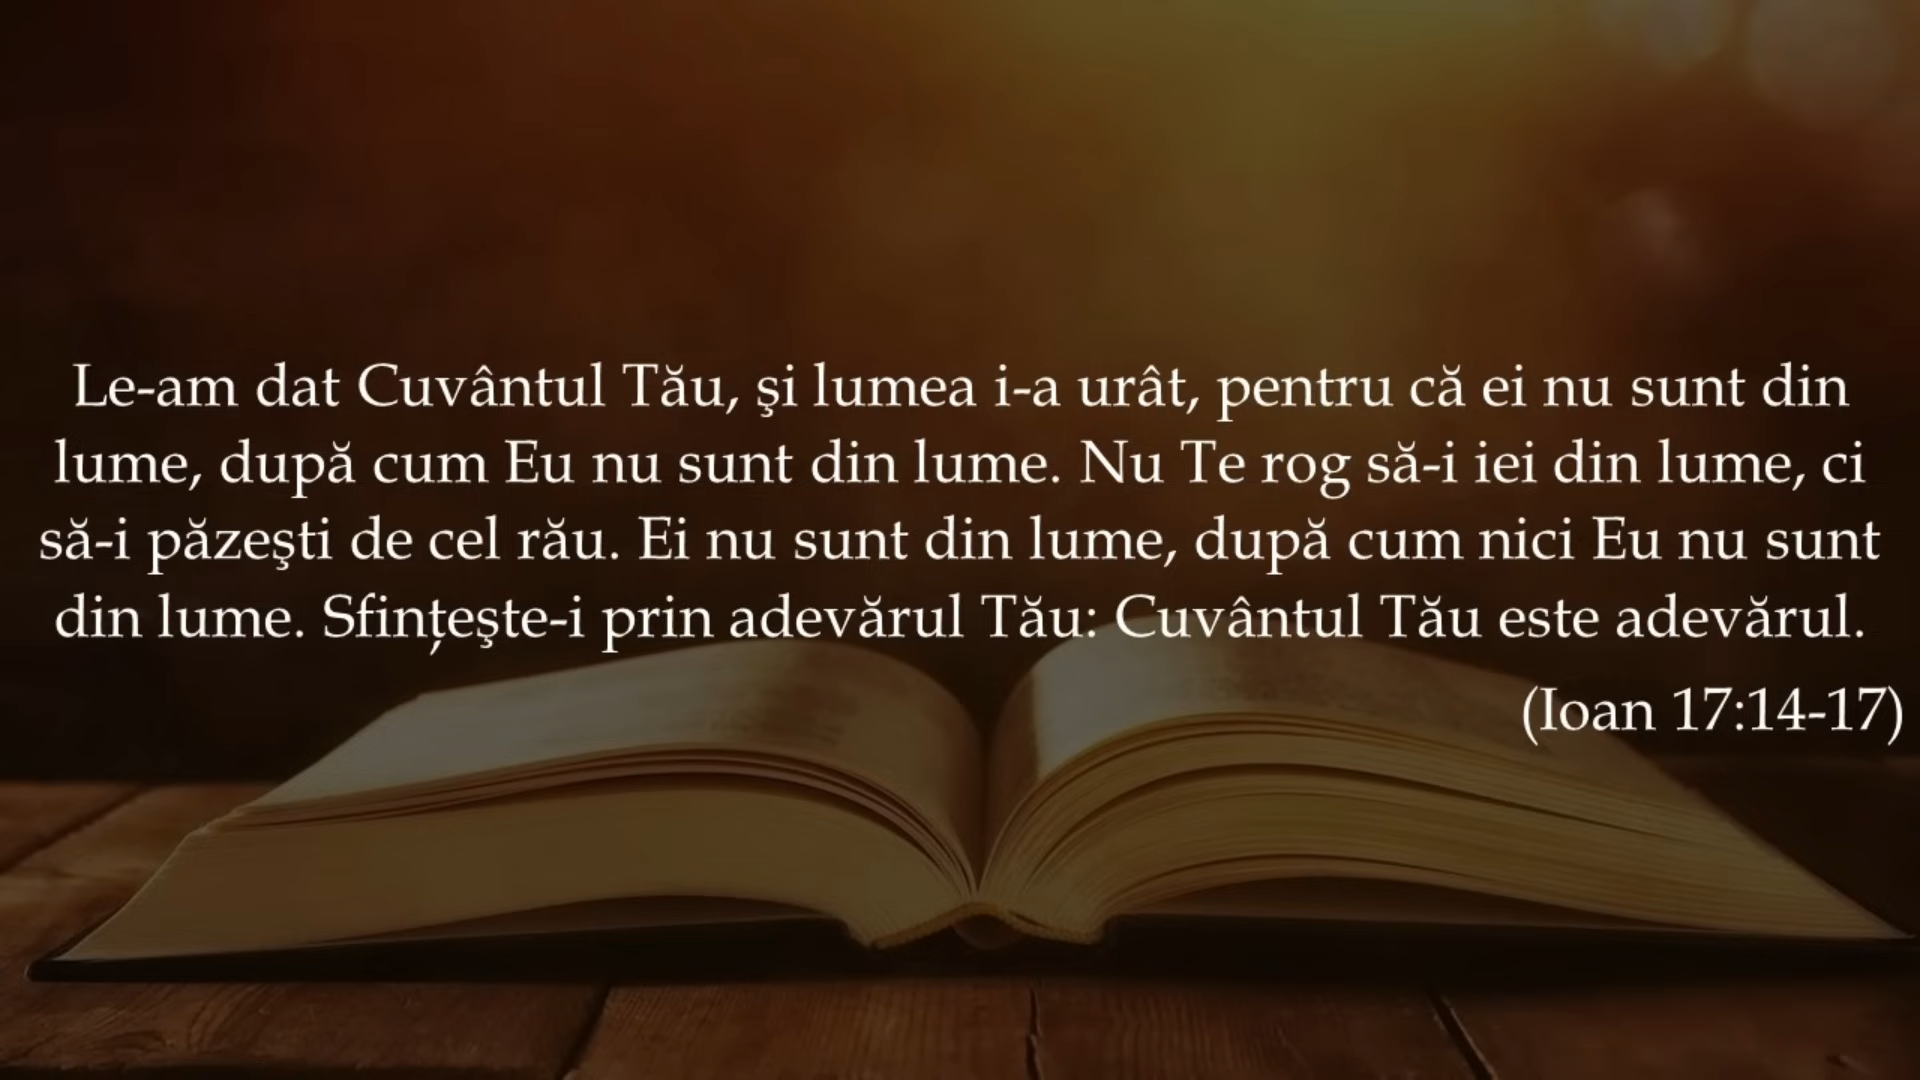 Le-am dat Cuvântul Tău, şi lumea i-a urât, pentru că ei nu sunt din
lume, după cum Eu nu sunt din lume. Nu Te rog să-i iei din lume, ci
să-i păzeşti de cel rău. Ei nu sunt din lume, după cum nici Eu nu sunt
din lume. Sfinţeşte-i prin adevărul Tău: Cuvântul Tău este adevărul.
(Ioan 17:14-17)